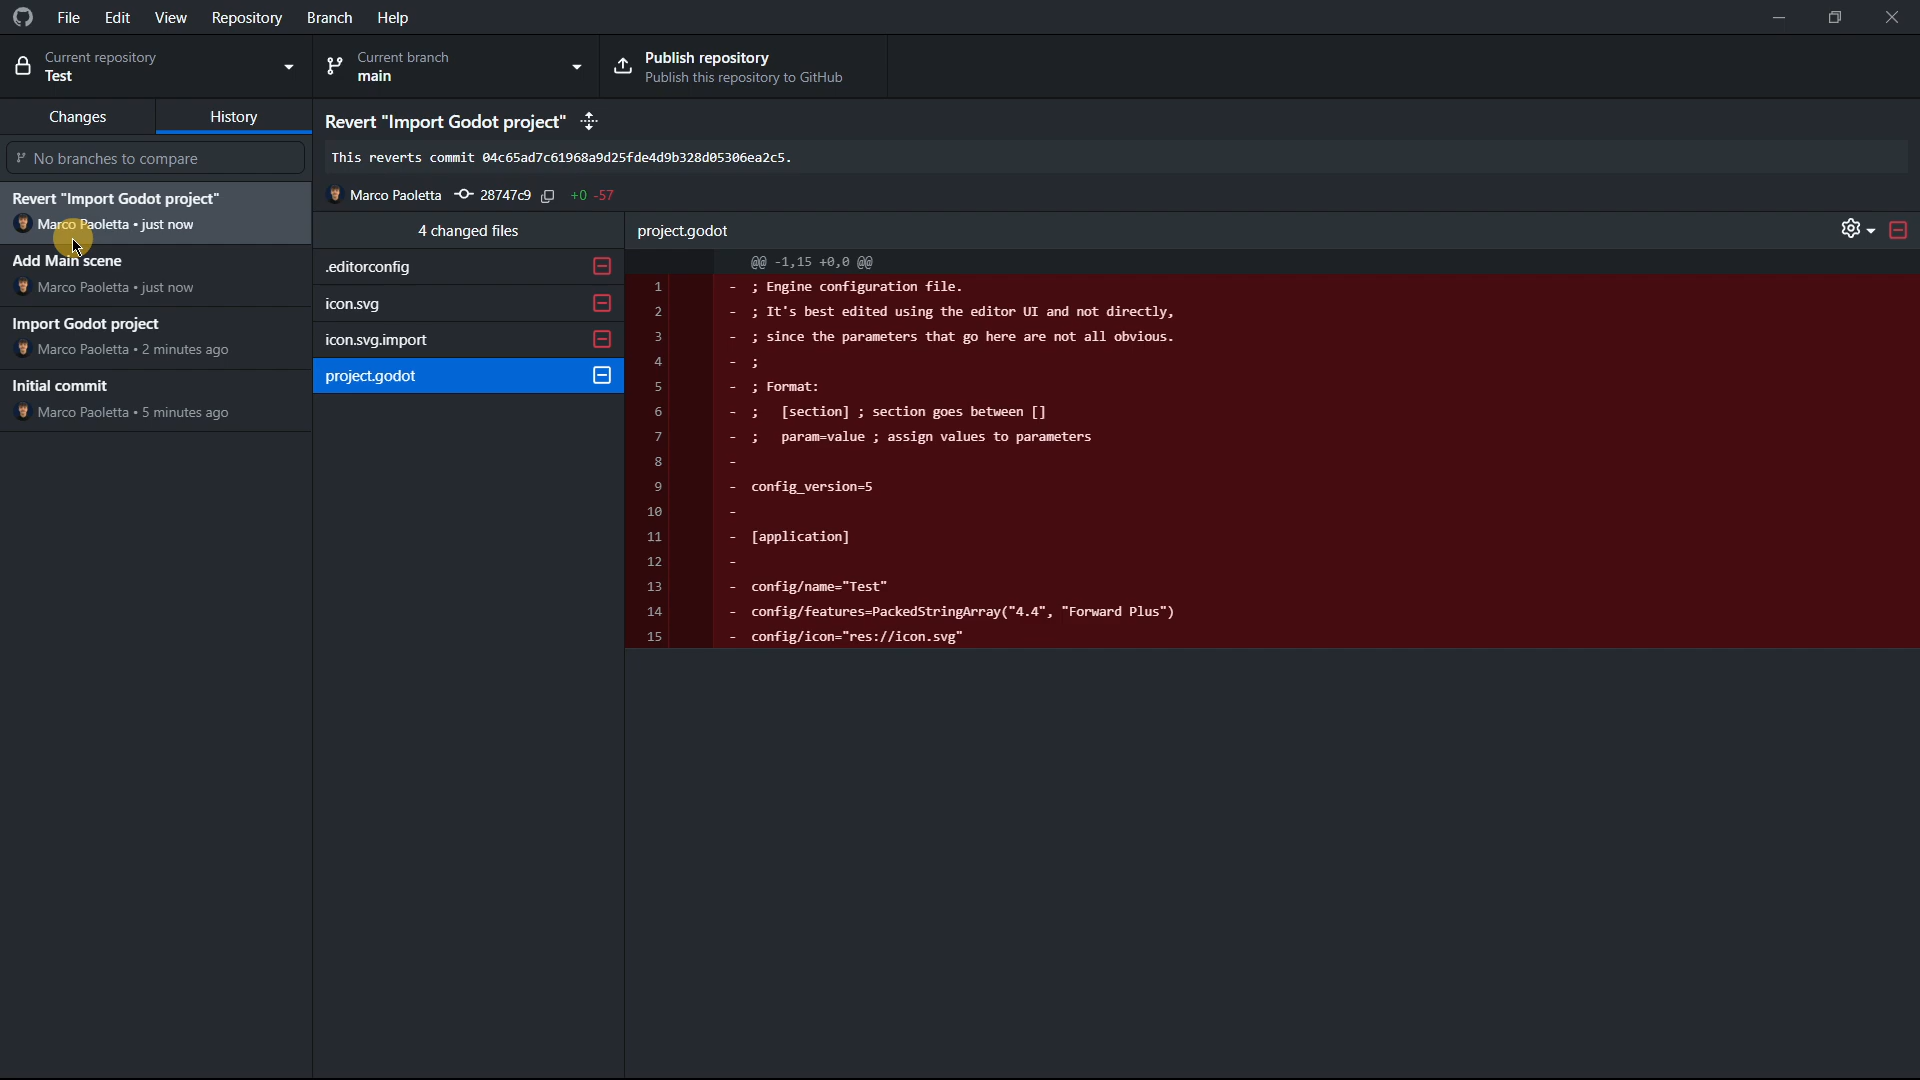 File Edit View Repository Branch Help
Current repository
Test
Current branch
main
Publish repository
Publish this repository to GitHub
Changes History
No branches to compare
Revert "Import Godot project"
Marco Paoletta • just now
Add Main scene
Marco Paoletta • just now
Import Godot project
Marco Paoletta • 2 minutes ago
Initial commit
Marco Paoletta • 5 minutes ago
Revert "Import Godot project"
This reverts commit 04c65ad7c61968a9d25fde4d9b328d05306ea2c5.
Marco Paoletta 28747c9 +0 -57
4 changed files
.editorconfig
icon.svg
icon.svg.import
project.godot
project.godot
@@ -1,15 +0,0 @@
1 - ; Engine configuration file.
2 - ; It's best edited using the editor UI and not directly,
3 - ; since the parameters that go here are not all obvious.
4 - ;
5 - ; Format:
6 - ;   [section] ; section goes between []
7 - ;   param=value ; assign values to parameters
8 -
9 - config_version=5
10 -
11 - [application]
12 -
13 - config/name="Test"
14 - config/features=PackedStringArray("4.4", "Forward Plus")
15 - config/icon="res://icon.svg"